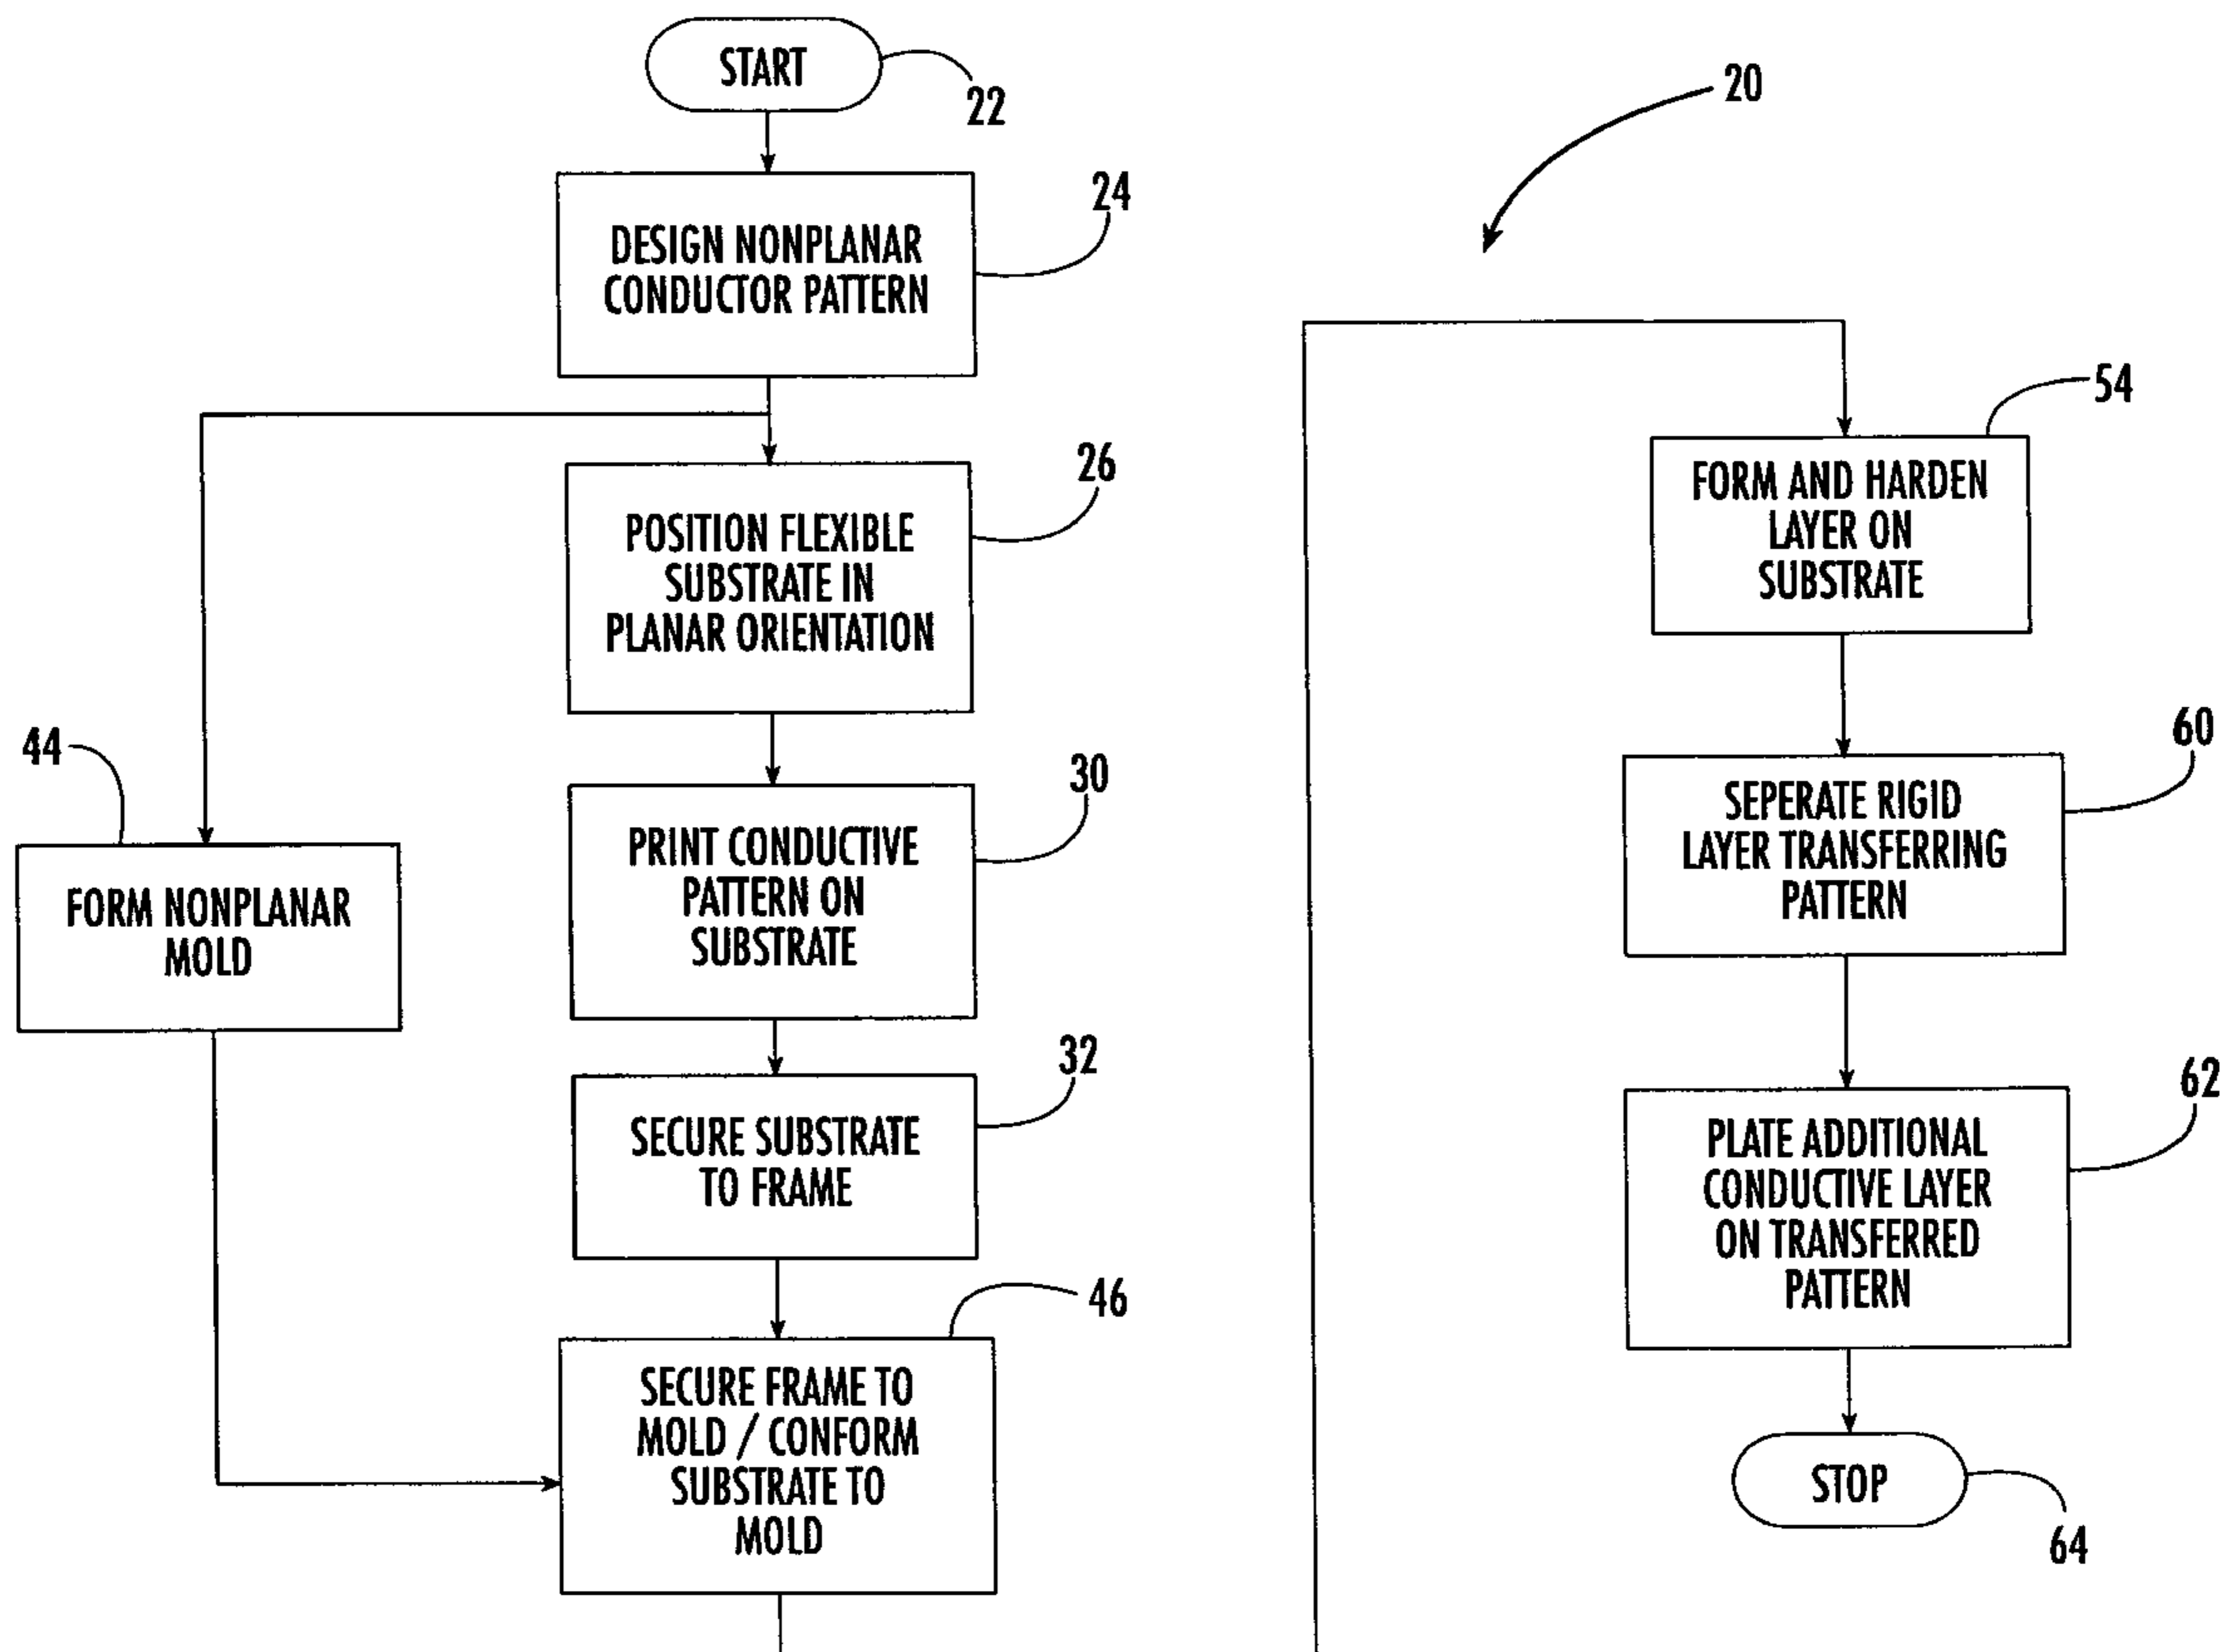 START
22
20
DESIGN NONPLANAR
CONDUCTOR PATTERN
24
POSITION FLEXIBLE
SUBSTRATE IN
PLANAR ORIENTATION
26
44
FORM NONPLANAR
MOLD
PRINT CONDUCTIVE
PATTERN ON
SUBSTRATE
30
SECURE SUBSTRATE
TO FRAME
32
SECURE FRAME TO
MOLD / CONFORM
SUBSTRATE TO
MOLD
46
FORM AND HARDEN
LAYER ON
SUBSTRATE
54
SEPERATE RIGID
LAYER TRANSFERRING
PATTERN
60
PLATE ADDITIONAL
CONDUCTIVE LAYER
ON TRANSFERRED
PATTERN
62
STOP
64